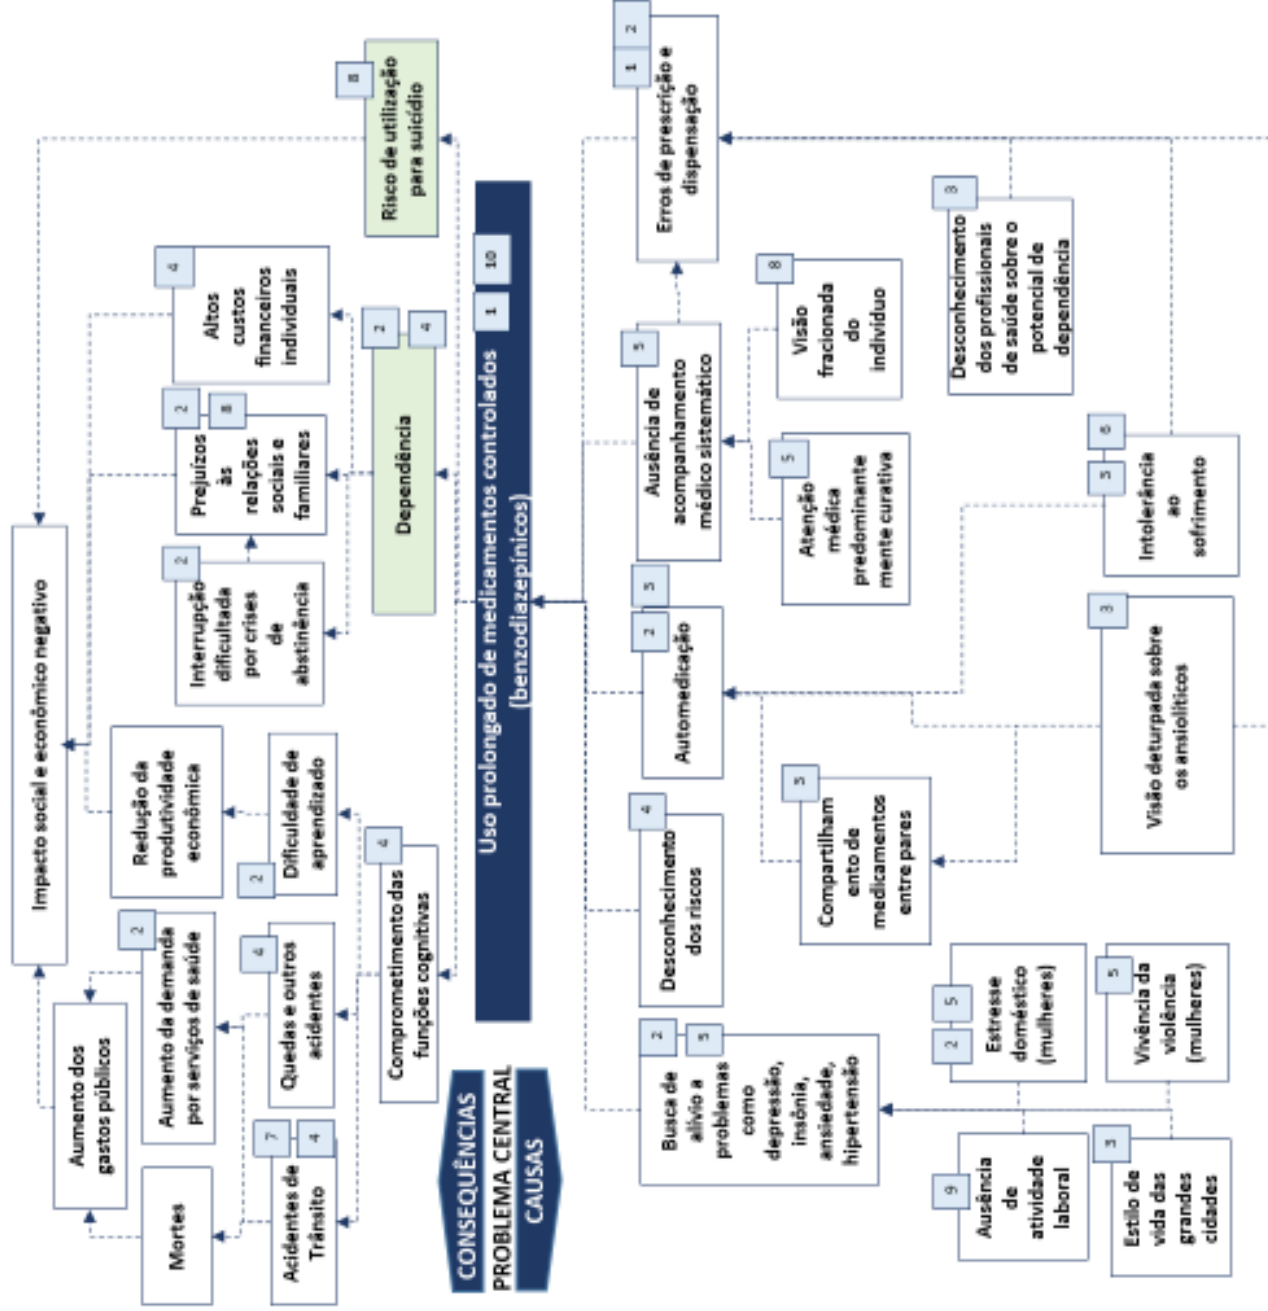 Impacto social e econômico negativo
Aumento dos
gastos públicos
Mortes
2
Aumento da demanda
por serviços de saúde
Redução da
produtividade
econômica
2
Interrupção
dificultada
por crises
de
abstinência
2
8
Prejuízos
às
relações
sociais e
familiares
4
Altos
custos
financeiros
individuais
7
4
Acidentes de
Trânsito
4
Quedas e outros
acidentes
2
Dificuldade de
aprendizado
4
Comprometimento das
funções cognitivas
2
4
Dependência
8
Risco de utilização
para suicídio
CONSEQUÊNCIAS
PROBLEMA CENTRAL
CAUSAS
Uso prolongado de medicamentos controlados
(benzodiazepínicos)
1
10
2
Busca de
alívio a
problemas
como
depressão,
insônia,
ansiedade,
hipertensão
4
Desconhecimento
dos riscos
2
3
Automedicação
5
Ausência de
acompanhamento
médico sistemático
1
2
Erros de prescrição e
dispensação
Compartilham
ento de
medicamentos
entre pares
5
Atenção
médica
predominante
mente curativa
8
Visão
fracionada
do
individuo
3
Desconhecimento
dos profissionais
de saúde sobre o
potencial de
dependência
9
Ausência
de
atividade
laboral
2
5
Estresse
doméstico
(mulheres)
3
Estilo de
vida das
grandes
cidades
5
Vivência da
violência
(mulheres)
3
Visão deturpada sobre
os ansiolíticos
3
6
Intolerância
ao
sofrimento